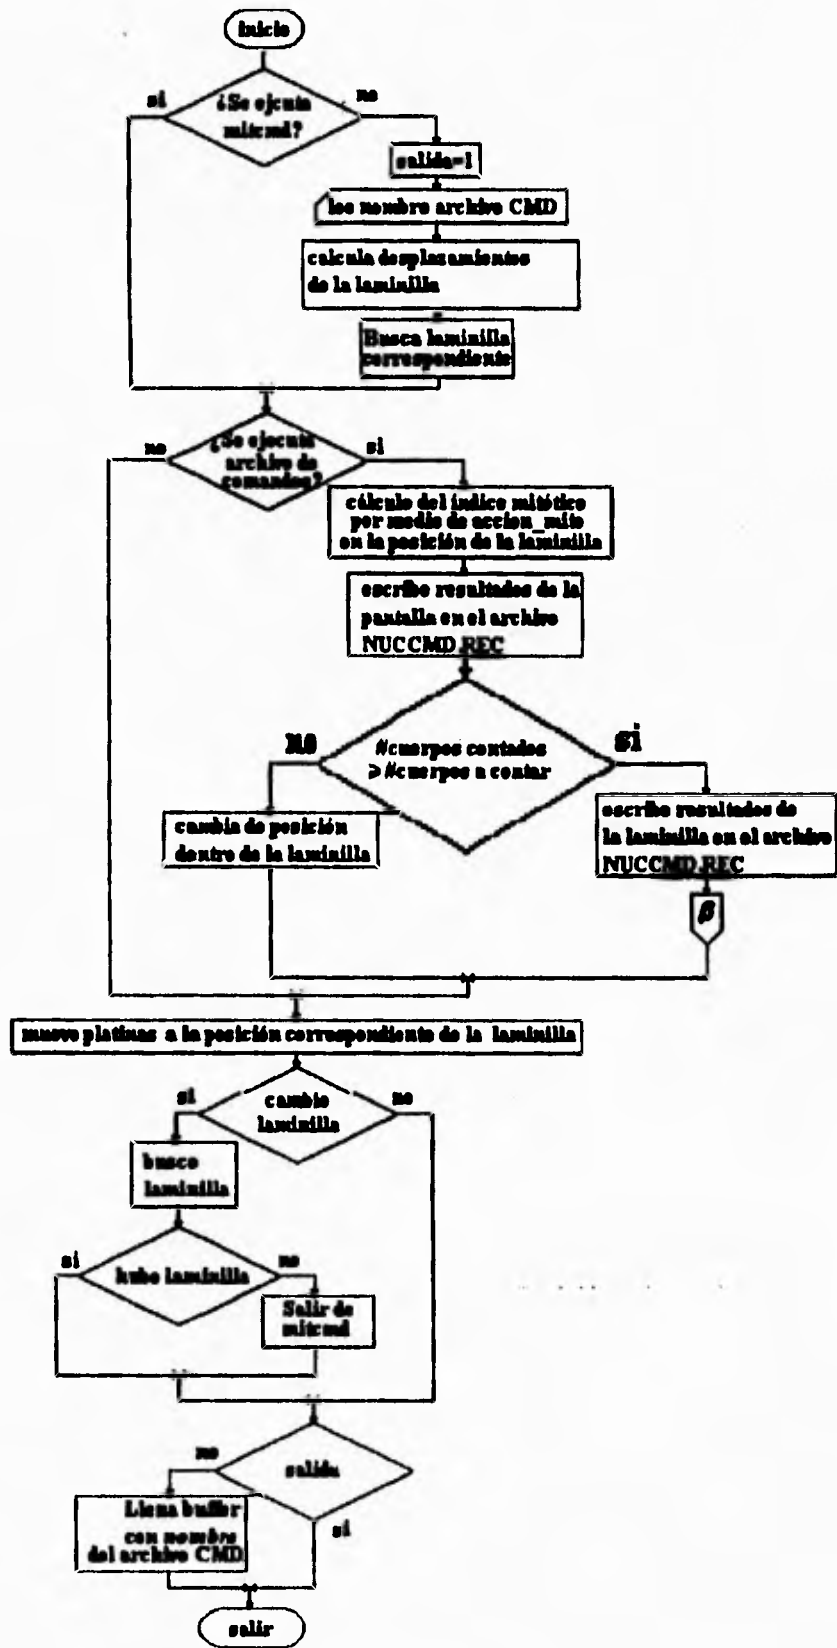 Inicio
si
no
¿Se ejcuta
mitcmd?
salida=1
lee nombre archivo CMD
calcula desplazamientos
de la laminilla
Busca laminilla
correspondiente
no
si
¿Se ejecuta
archivo de
comandos?
cálculo del índice mitótico
por medio de accion_mito
en la posición de la laminilla
escribe resultados de la
pantalla en el archivo
NUCCMD.REC
no
si
#cuerpos contados
>#cuerpos a contar
cambia de posición
dentro de la laminilla
escribe resultados de
la laminilla en el archivo
NUCCMD.REC
β
muevo platinas a la posición correspondiente de la laminilla
si
no
cambio
laminilla
busco
laminilla
si
no
hubo laminilla
Salir de
mitcmd
no
salida
Llena buffer
con nombre
del archivo CMD
si
salir